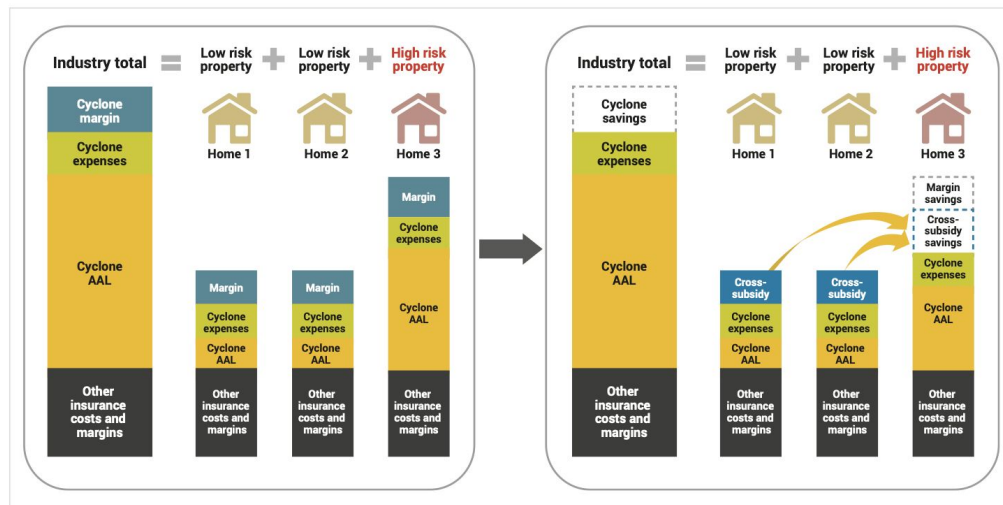 Industry total
=
Low risk
property
+
Low risk
property
+
High risk
property
Cyclone
margin
Cyclone
expenses
Cyclone
AAL
Other
insurance
costs and
margins
Home 1
Home 2
Home 3
Margin
Cyclone
expenses
Cyclone
AAL
Other
insurance
costs and
margins
Margin
Cyclone
expenses
Cyclone
AAL
Other
insurance
costs and
margins
Margin
Cyclone
expenses
Cyclone
AAL
Other
insurance
costs and
margins
Industry total
=
Low risk
property
+
Low risk
property
+
High risk
property
Cyclone
savings
Cyclone
expenses
Cyclone
AAL
Other
insurance
costs and
margins
Home 1
Home 2
Home 3
Cross-
subsidy
Cyclone
expenses
Cyclone
AAL
Other
insurance
costs and
margins
Cross-
subsidy
Cyclone
expenses
Cyclone
AAL
Other
insurance
costs and
margins
Margin
savings
Cross-
subsidy
savings
Cyclone
expenses
Cyclone
AAL
Other
insurance
costs and
margins